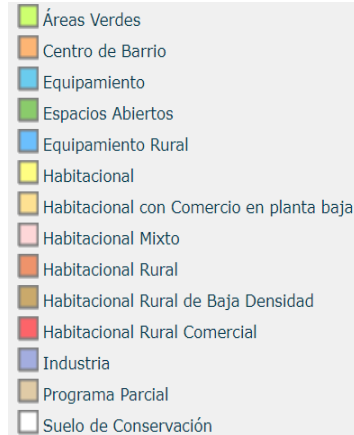 Áreas Verdes
Centro de Barrio
Equipamiento
Espacios Abiertos
Equipamiento Rural
Habitacional
Habitacional con Comercio en planta baja
Habitacional Mixto
Habitacional Rural
Habitacional Rural de Baja Densidad
Habitacional Rural Comercial
Industria
Programa Parcial
Suelo de Conservación